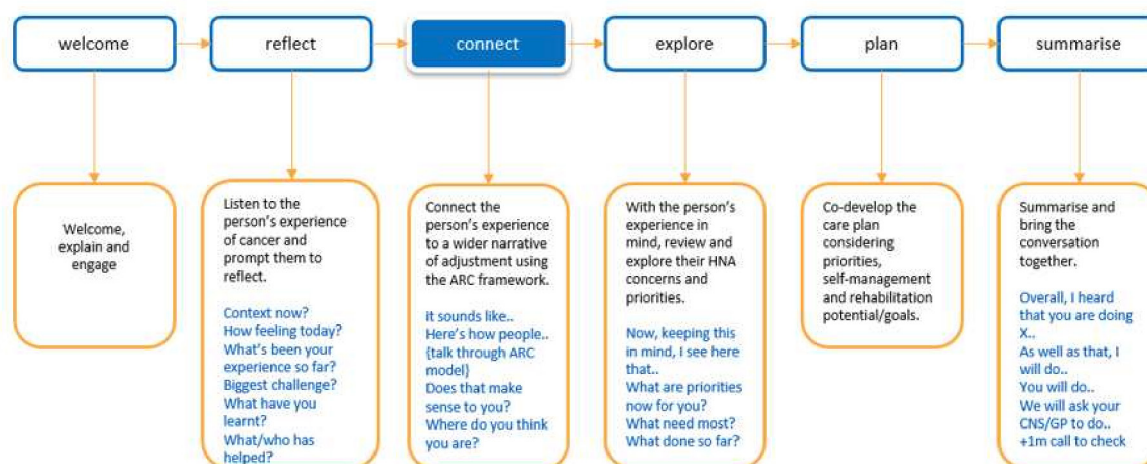 welcome
reflect
connect
explore
plan
summarise
Welcome,
explain and
engage
Listen to the
person's experience
of cancer and
prompt them to
reflect.
Context now?
How feeling today?
What's been your
experience so far?
Biggest challenge?
What have you
learnt?
What/who has
helped?
Connect the
person's experience
to a wider narrative
of adjustment using
the ARC framework.
It sounds like..
Here's how people..
{talk through ARC
model}
Does that make
sense to you?
Where do you think
you are?
With the person's
experience in
mind, review and
explore their HNA
concerns and
priorities.
Now, keeping this
in mind, I see here
that..
What are priorities
now for you?
What need most?
What done so far?
Co-develop the
care plan
considering
priorities,
self-management
and rehabilitation
potential/goals.
Summarise and
bring the
conversation
together.
Overall, I heard
that you are doing
X..
As well as that, I
will do..
You will do..
We will ask your
CNS/GP to do..
+1m call to check